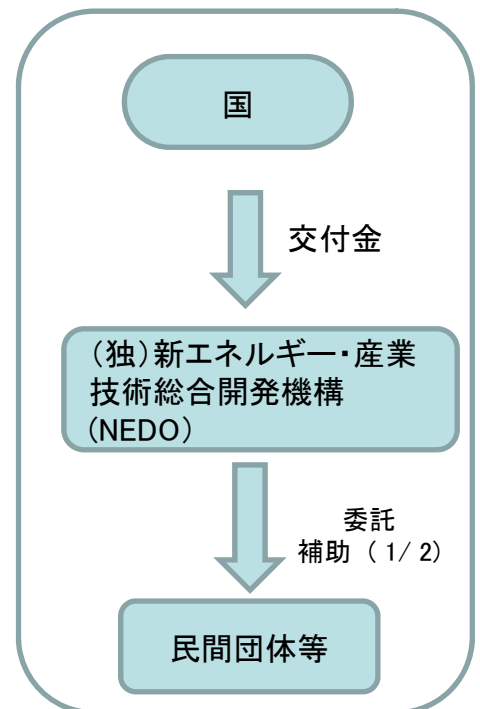 国
交付金
（独）新エネルギー・産業
技術総合開発機構
(NEDO）
委託
補助（1/2)
民間団体等